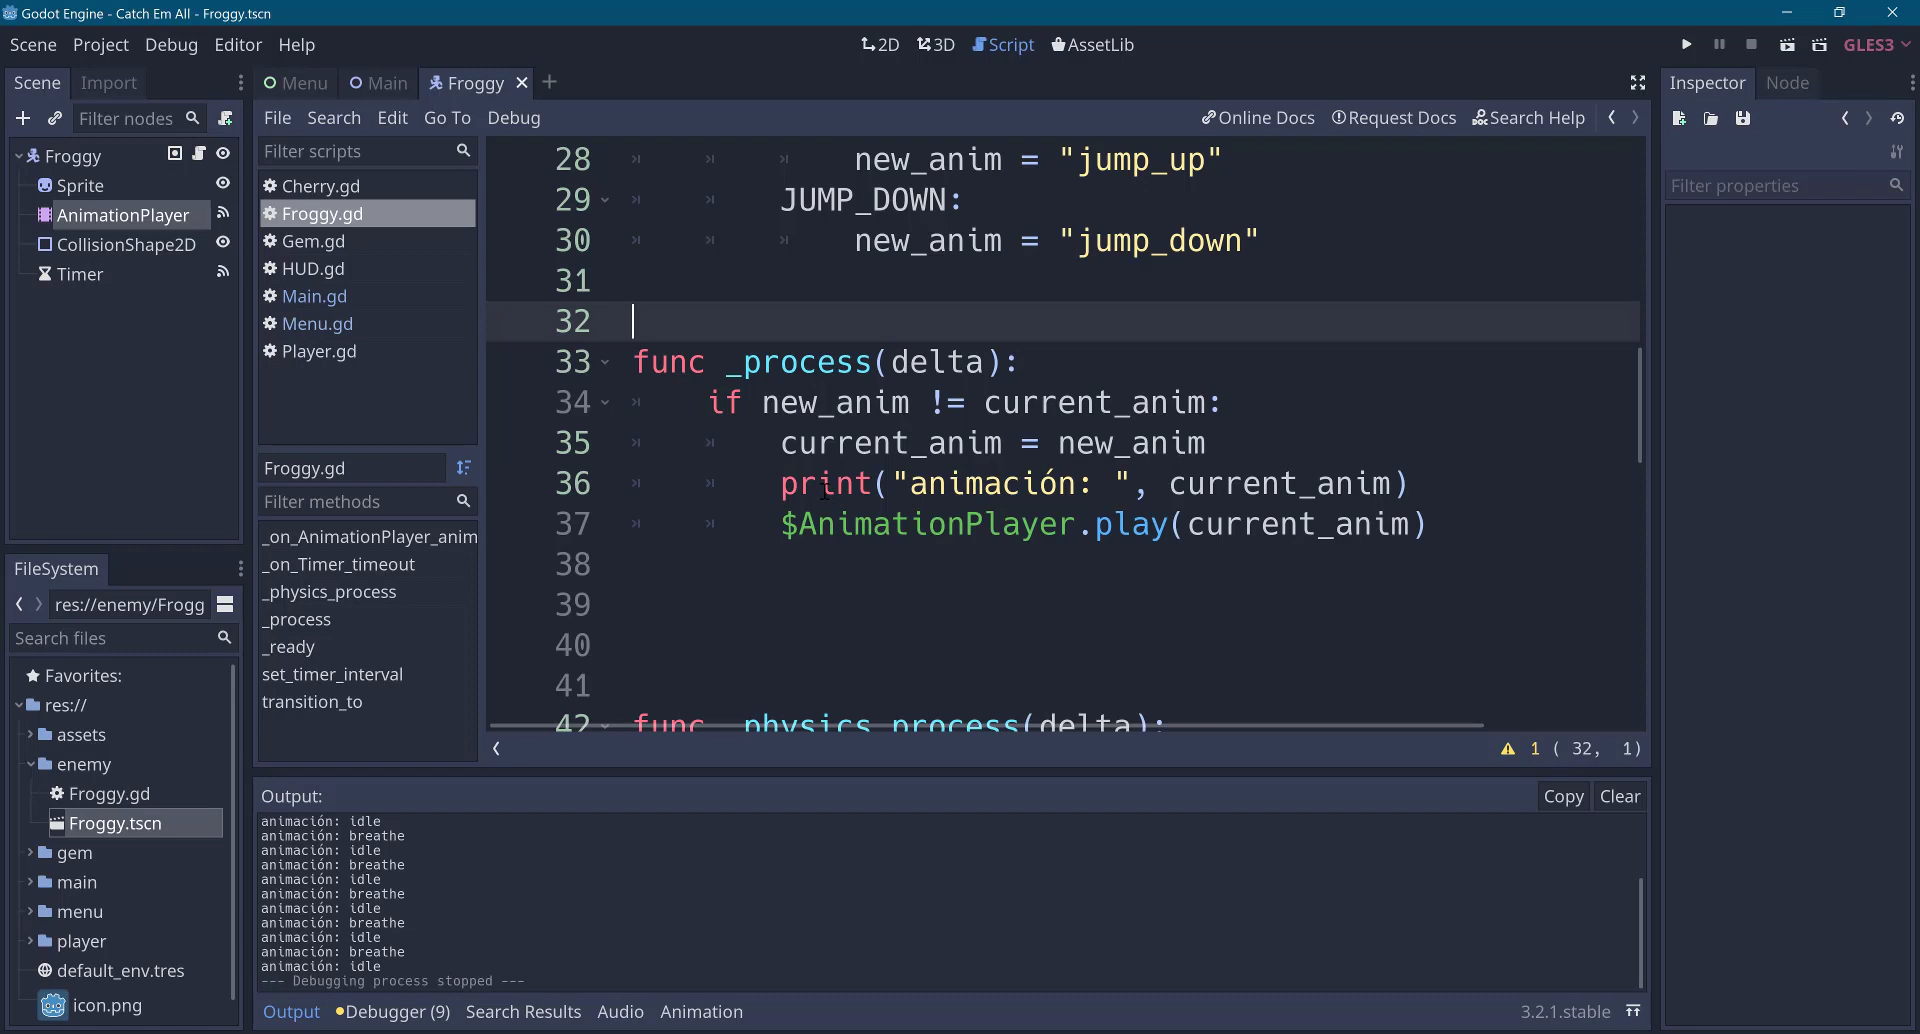 Godot Engine - Catch Em All - Froggy.tscn
Scene Project Debug Editor Help
2D 3D Script AssetLib
GLES3
Scene Import
Menu Main Froggy
Inspector Node
Filter nodes
File Search Edit Go To Debug
Online Docs Request Docs Search Help
Froggy
Sprite
AnimationPlayer
CollisionShape2D
Timer
Filter scripts
Cherry.gd
Froggy.gd
Gem.gd
HUD.gd
Main.gd
Menu.gd
Player.gd
Froggy.gd
Filter methods
_on_AnimationPlayer_anim
_on_Timer_timeout
_physics_process
_process
_ready
set_timer_interval
transition_to
28 new_anim = "jump_up"
29 JUMP_DOWN:
30 new_anim = "jump_down"
31
32
33 func _process(delta):
34 if new_anim != current_anim:
35 current_anim = new_anim
36 print("animación: ", current_anim)
37 $AnimationPlayer.play(current_anim)
38
39
40
41
42 func _physics_process(delta):
1 ( 32, 1)
Filter properties
FileSystem
res://enemy/Frogg
Search files
Favorites:
res://
assets
enemy
Froggy.gd
Froggy.tscn
gem
main
menu
player
default_env.tres
icon.png
Output:
Copy Clear
animación: idle
animación: breathe
animación: idle
animación: breathe
animación: idle
animación: breathe
animación: idle
animación: breathe
animación: idle
animación: breathe
animación: idle
--- Debugging process stopped ---
Output Debugger (9) Search Results Audio Animation
3.2.1.stable